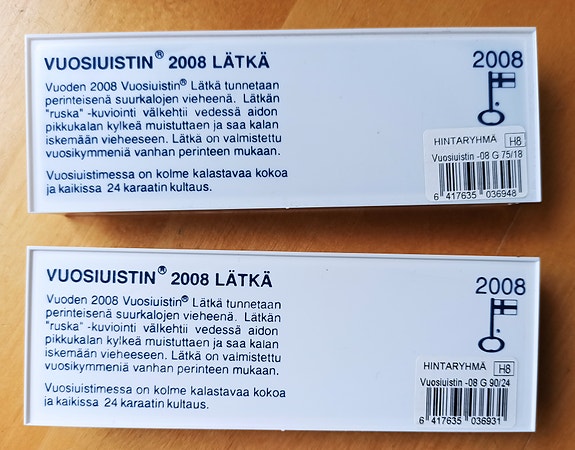 VUOSIUISTIN® 2008 LÄTKÄ
Vuoden 2008 Vuosiuistin® Lätkä tunnetaan
perinteisenä suurkalojen vieheenä. Lätkän
"ruska" -kuviointi välkehtii vedessä aidon
pikkukalan kylkeä muistuttaen ja saa kalan
iskemään vieheeseen. Lätkä on valmistettu
vuosikymmeniä vanhan perinteen mukaan.
Vuosiuistimessa on kolme kalastavaa kokoa
ja kaikissa 24 karaatin kultaus.
2008
HINTARYHMÄ H8
Vuosiuistin -08 G 75/18
6 417635 036948
VUOSIUISTIN® 2008 LÄTKÄ
Vuoden 2008 Vuosiuistin® Lätkä tunnetaan
perinteisenä suurkalojen vieheenä. Lätkän
"ruska" -kuviointi välkehtii vedessä aidon
pikkukalan kylkeä muistuttaen ja saa kalan
iskemään vieheeseen. Lätkä on valmistettu
vuosikymmeniä vanhan perinteen mukaan.
Vuosiuistimessa on kolme kalastavaa kokoa
ja kaikissa 24 karaatin kultaus.
2008
HINTARYHMÄ H8
Vuosiuistin -08 G 90/24
6 417635 036931